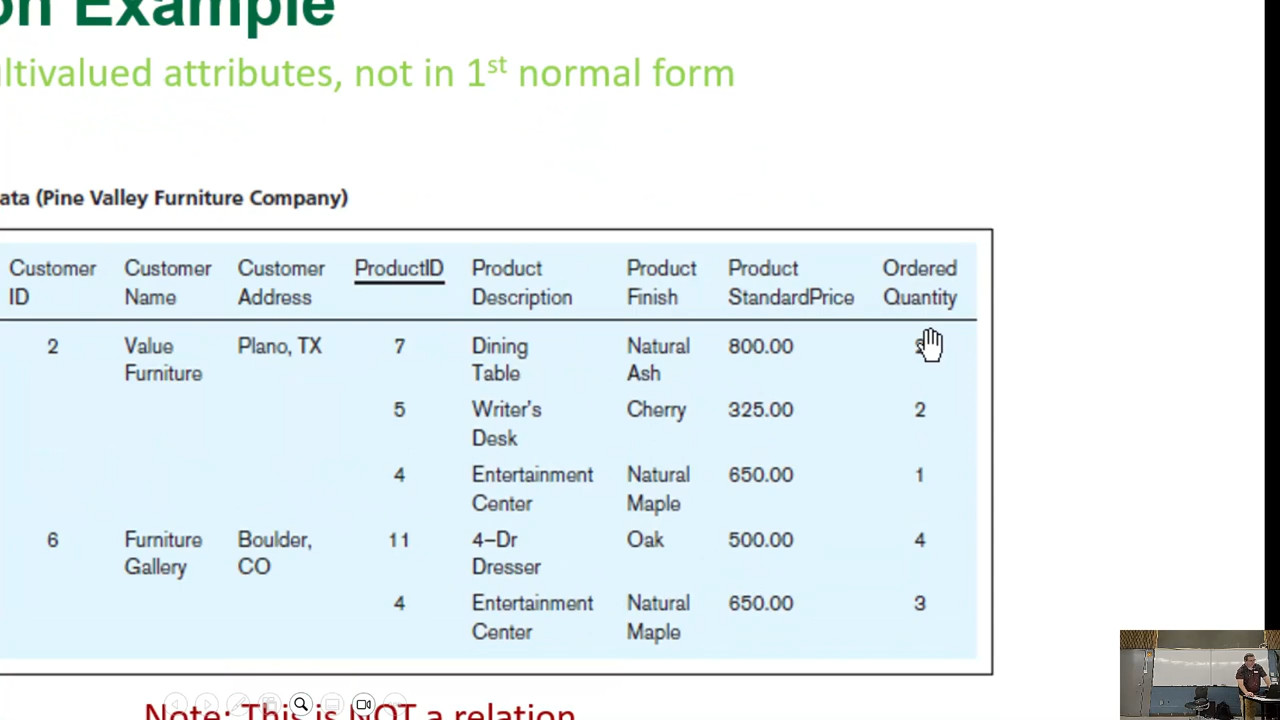 on Example
ltivalued attributes, not in 1st normal form
ata (Pine Valley Furniture Company)
Customer ID Customer Name Customer Address ProductID Product Description Product Finish Product StandardPrice Ordered Quantity
2 Value Furniture Plano, TX 7 Dining Table Natural Ash 800.00
5 Writer's Desk Cherry 325.00 2
4 Entertainment Center Natural Maple 650.00 1
6 Furniture Gallery Boulder, CO 11 4–Dr Dresser Oak 500.00 4
4 Entertainment Center Natural Maple 650.00 3
Note: This is NOT a relation